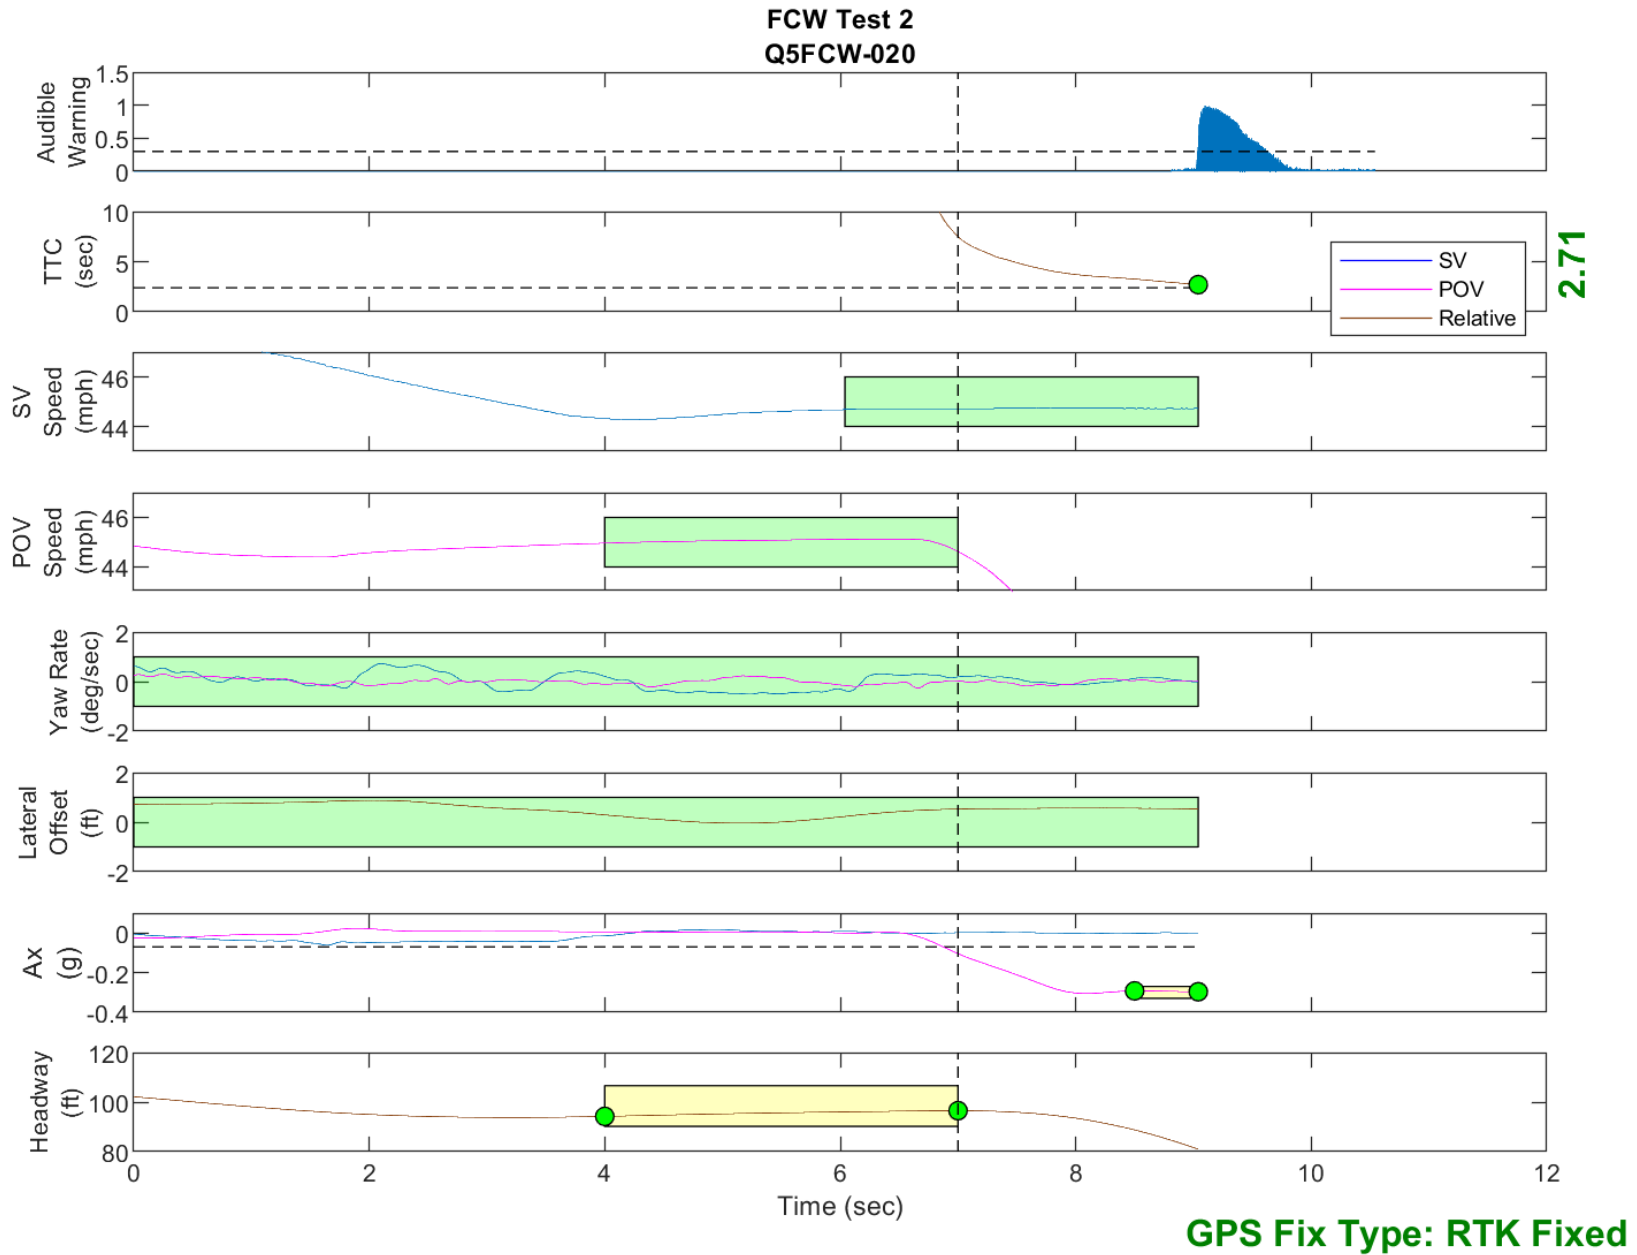 FCW Test 2
Q5FCW-020
Audible
Warning
1.5
1
0.5
0
TTC
(sec)
10
5
0
SV
POV
Relative
2.71
SV
Speed
(mph)
46
44
POV
Speed
(mph)
46
44
Yaw Rate
(deg/sec)
2
0
-2
Lateral
Offset
(ft)
2
0
-2
Ax
(g)
0
-0.2
-0.4
Headway
(ft)
120
100
80
0 2 4 6 8 10 12
Time (sec)
GPS Fix Type: RTK Fixed